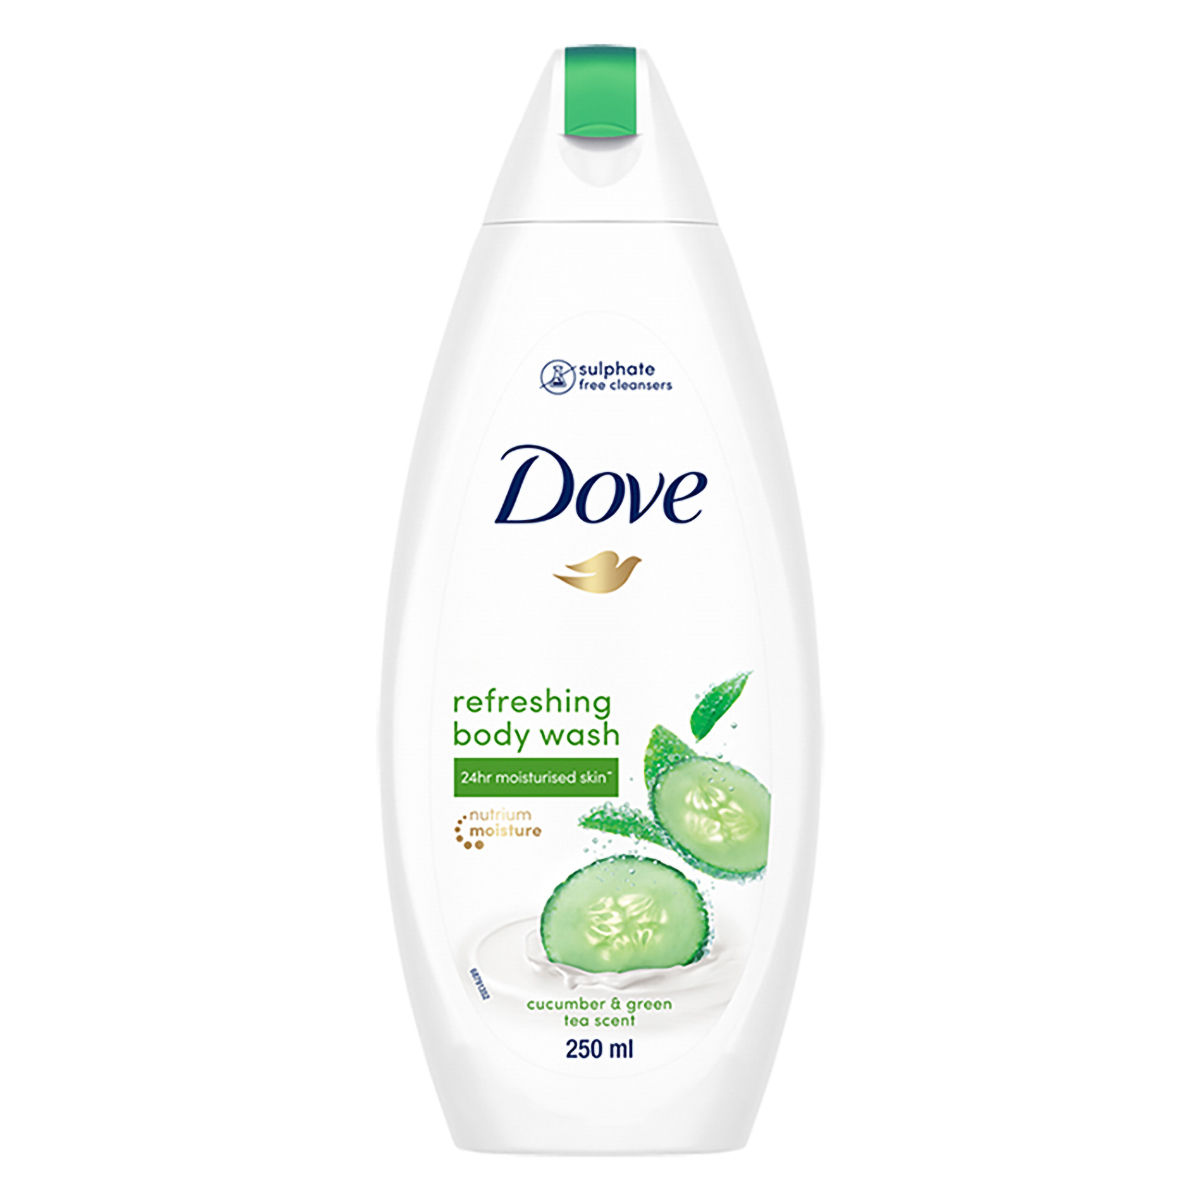 sulphate
free cleansers
Dove
refreshing
body wash
24hr moisturised skin
nutrium
moisture
cucumber & green
tea scent
250 ml